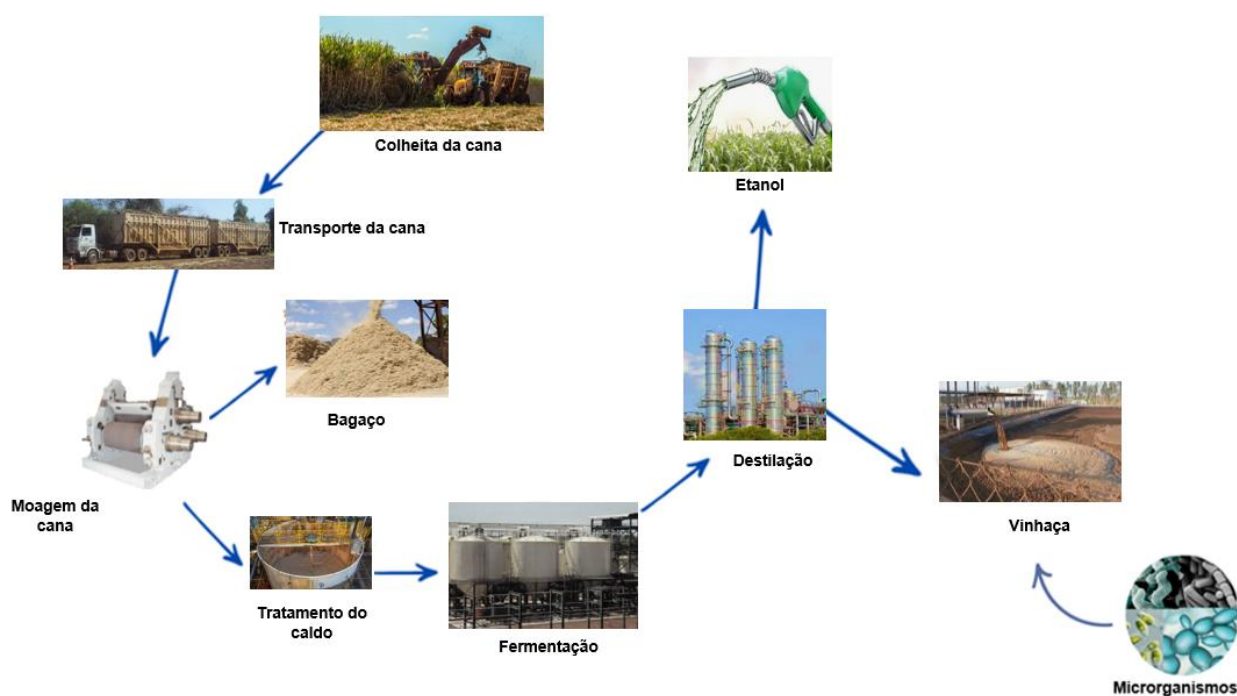 Colheita da cana
Transporte da cana
Bagaço
Moagem da
cana
Tratamento do
caldo
Fermentação
Destilação
Etanol
Vinhaça
Microrganismos